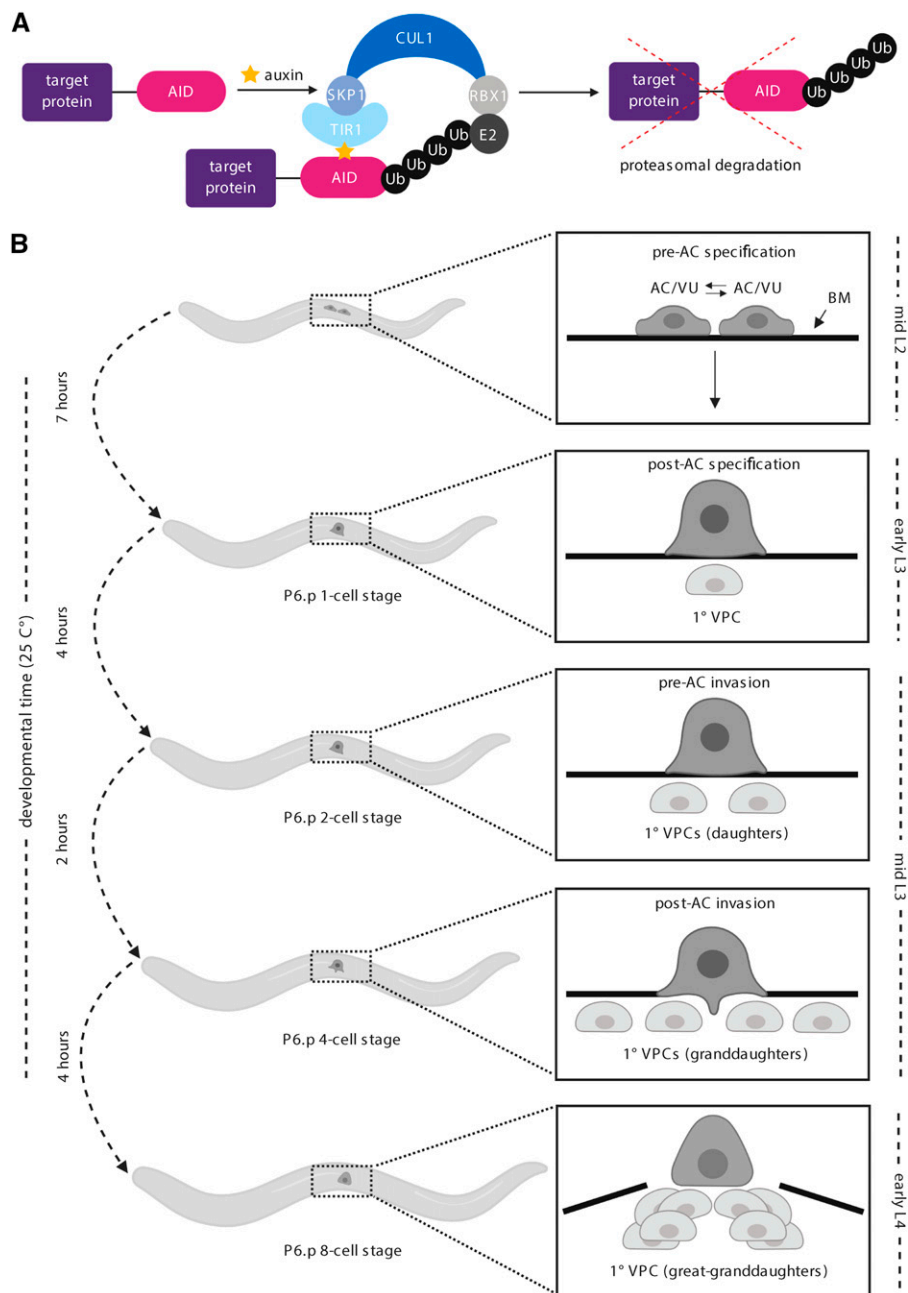 A
target
protein
AID
auxin
CUL1
SKP1
RBX1
TIR1
E2
target
protein
AID
Ub
Ub
Ub
Ub
target
protein
AID
Ub
Ub
Ub
Ub
proteasomal degradation
B
developmental time (25 C°)
7 hours
pre-AC specification
AC/VU
AC/VU
BM
mid L2
4 hours
P6.p 1-cell stage
post-AC specification
1° VPC
early L3
2 hours
P6.p 2-cell stage
pre-AC invasion
1° VPCs (daughters)
mid L3
4 hours
P6.p 4-cell stage
post-AC invasion
1° VPCs (granddaughters)
P6.p 8-cell stage
1° VPC (great-granddaughters)
early L4